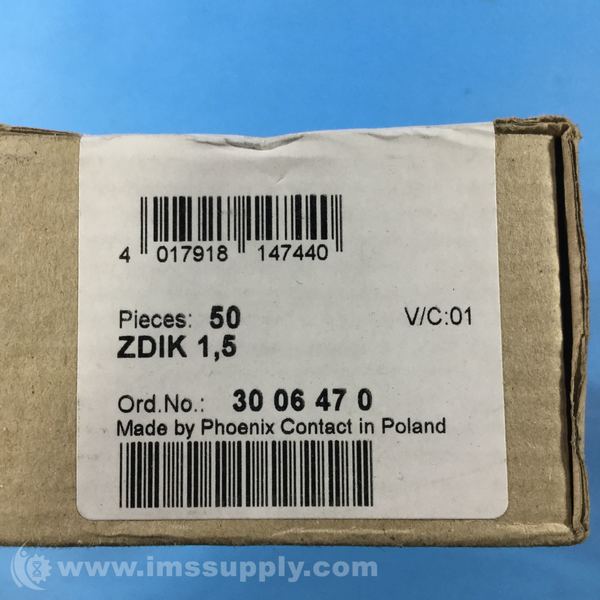 4 017918 147440
Pieces: 50 V/C:01
ZDIK 1,5
Ord.No.: 30 06 47 0
Made by Phoenix Contact in Poland
www.imssupply.com